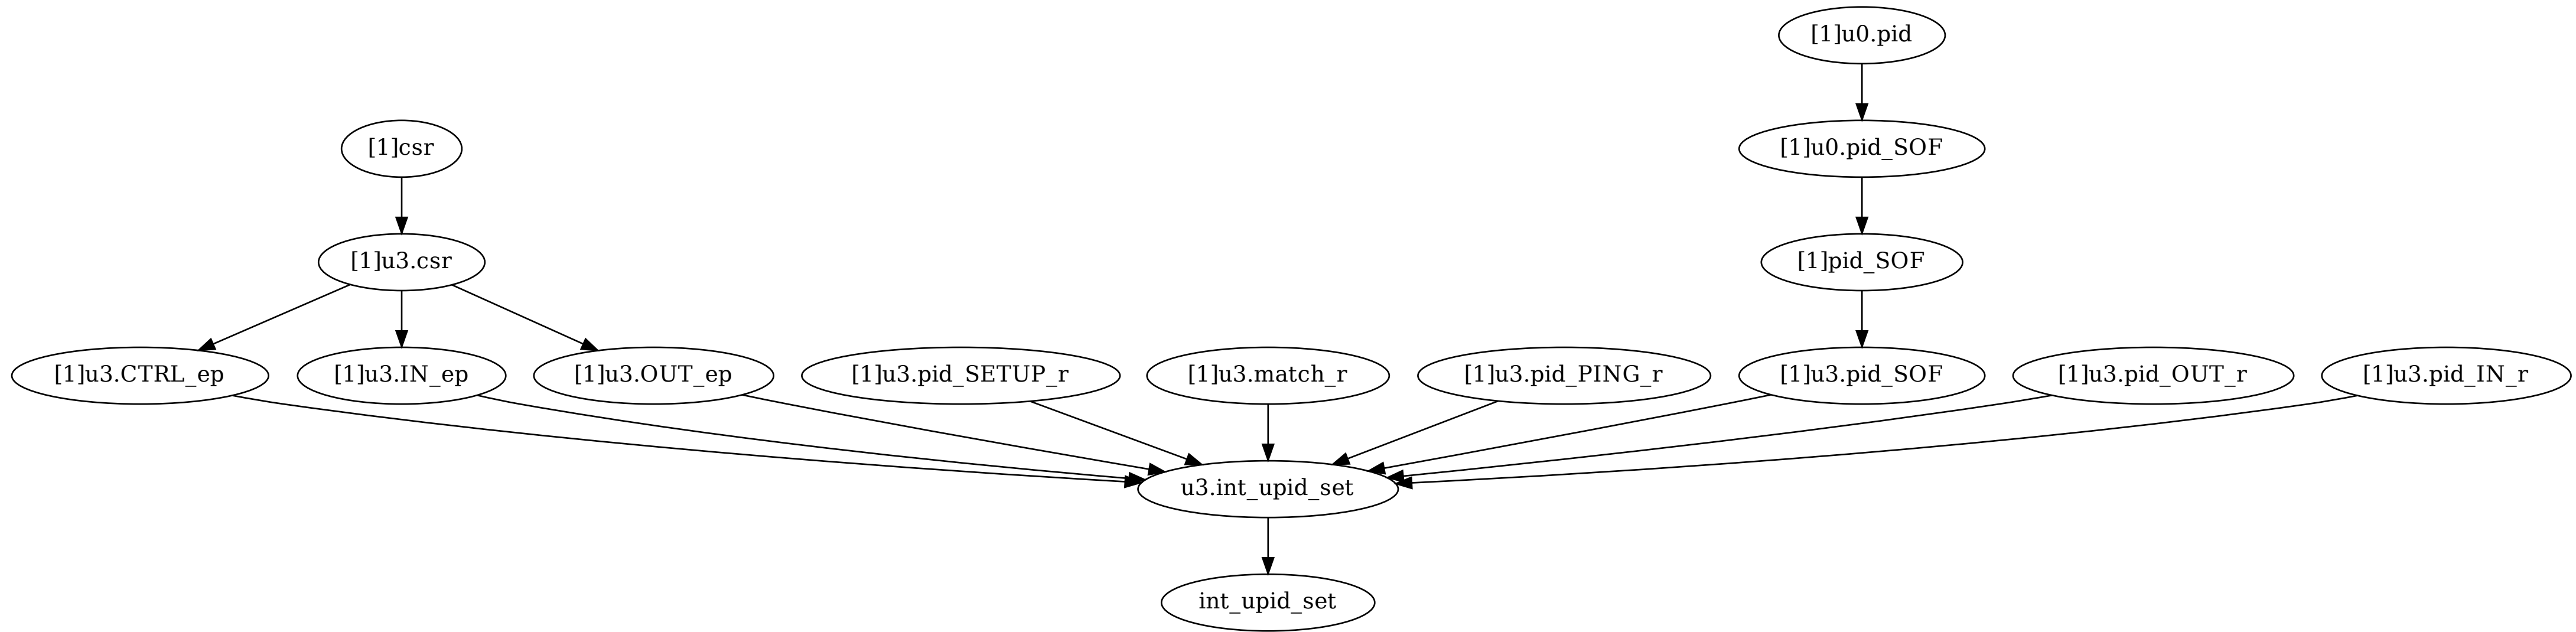 [1]u0.pid
[1]csr
[1]u0.pid_SOF
[1]u3.csr
[1]pid_SOF
[1]u3.CTRL_ep
[1]u3.IN_ep
[1]u3.OUT_ep
[1]u3.pid_SETUP_r
[1]u3.match_r
[1]u3.pid_PING_r
[1]u3.pid_SOF
[1]u3.pid_OUT_r
[1]u3.pid_IN_r
u3.int_upid_set
int_upid_set